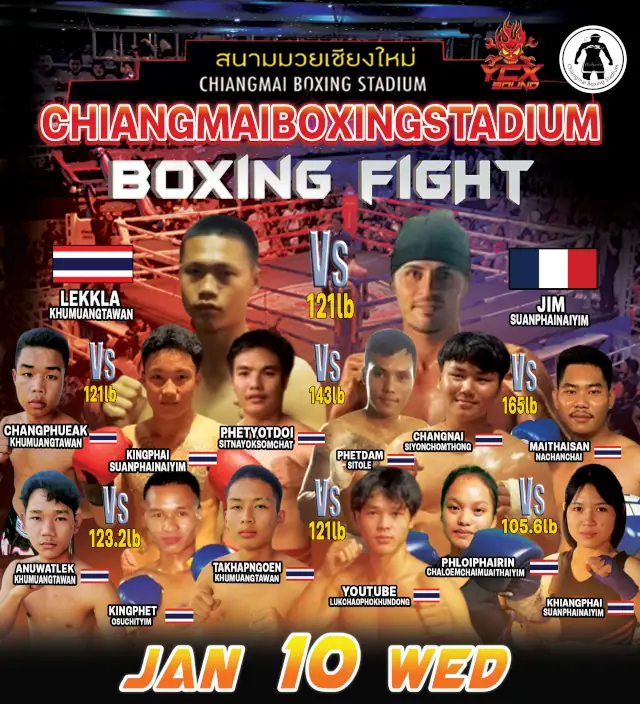 สนามมวยเชียงใหม่
CHIANGMAI BOXING STADIUM
YCX
SOUND
Chiangmai Boxing Stadium
CHIANGMAIBOXINGSTADIUM
BOXING FIGHT
LEKKLA
KHUMUANGTAWAN
Vs
121lb
JIM
SUANPHAINAIYIM
CHANGPHUEAK
KHUMUANGTAWAN
Vs
121lb
KINGPHAI
SUANPHAINAIYIM
PHETYOTDOI
SITNAYOKSOMCHAT
Vs
143lb
PHETDAM
SITOLE
CHANGNAI
SIYONCHOMTHONG
Vs
165lb
MAITHAISAN
NACHANCHAI
ANUWATLEK
KHUMUANGTAWAN
Vs
123.2lb
KINGPHET
OSUCHITYIM
TAKHAPNGOEN
KHUMUANGTAWAN
Vs
121lb
YOUTUBE
LUKCHAOPHOKHUNDONG
PHLOIPHAIRIN
CHALOEMCHAIMUAITHAIYIM
Vs
105.6lb
KHIANGPHAI
SUANPHAINAIYIM
JAN 10 WED